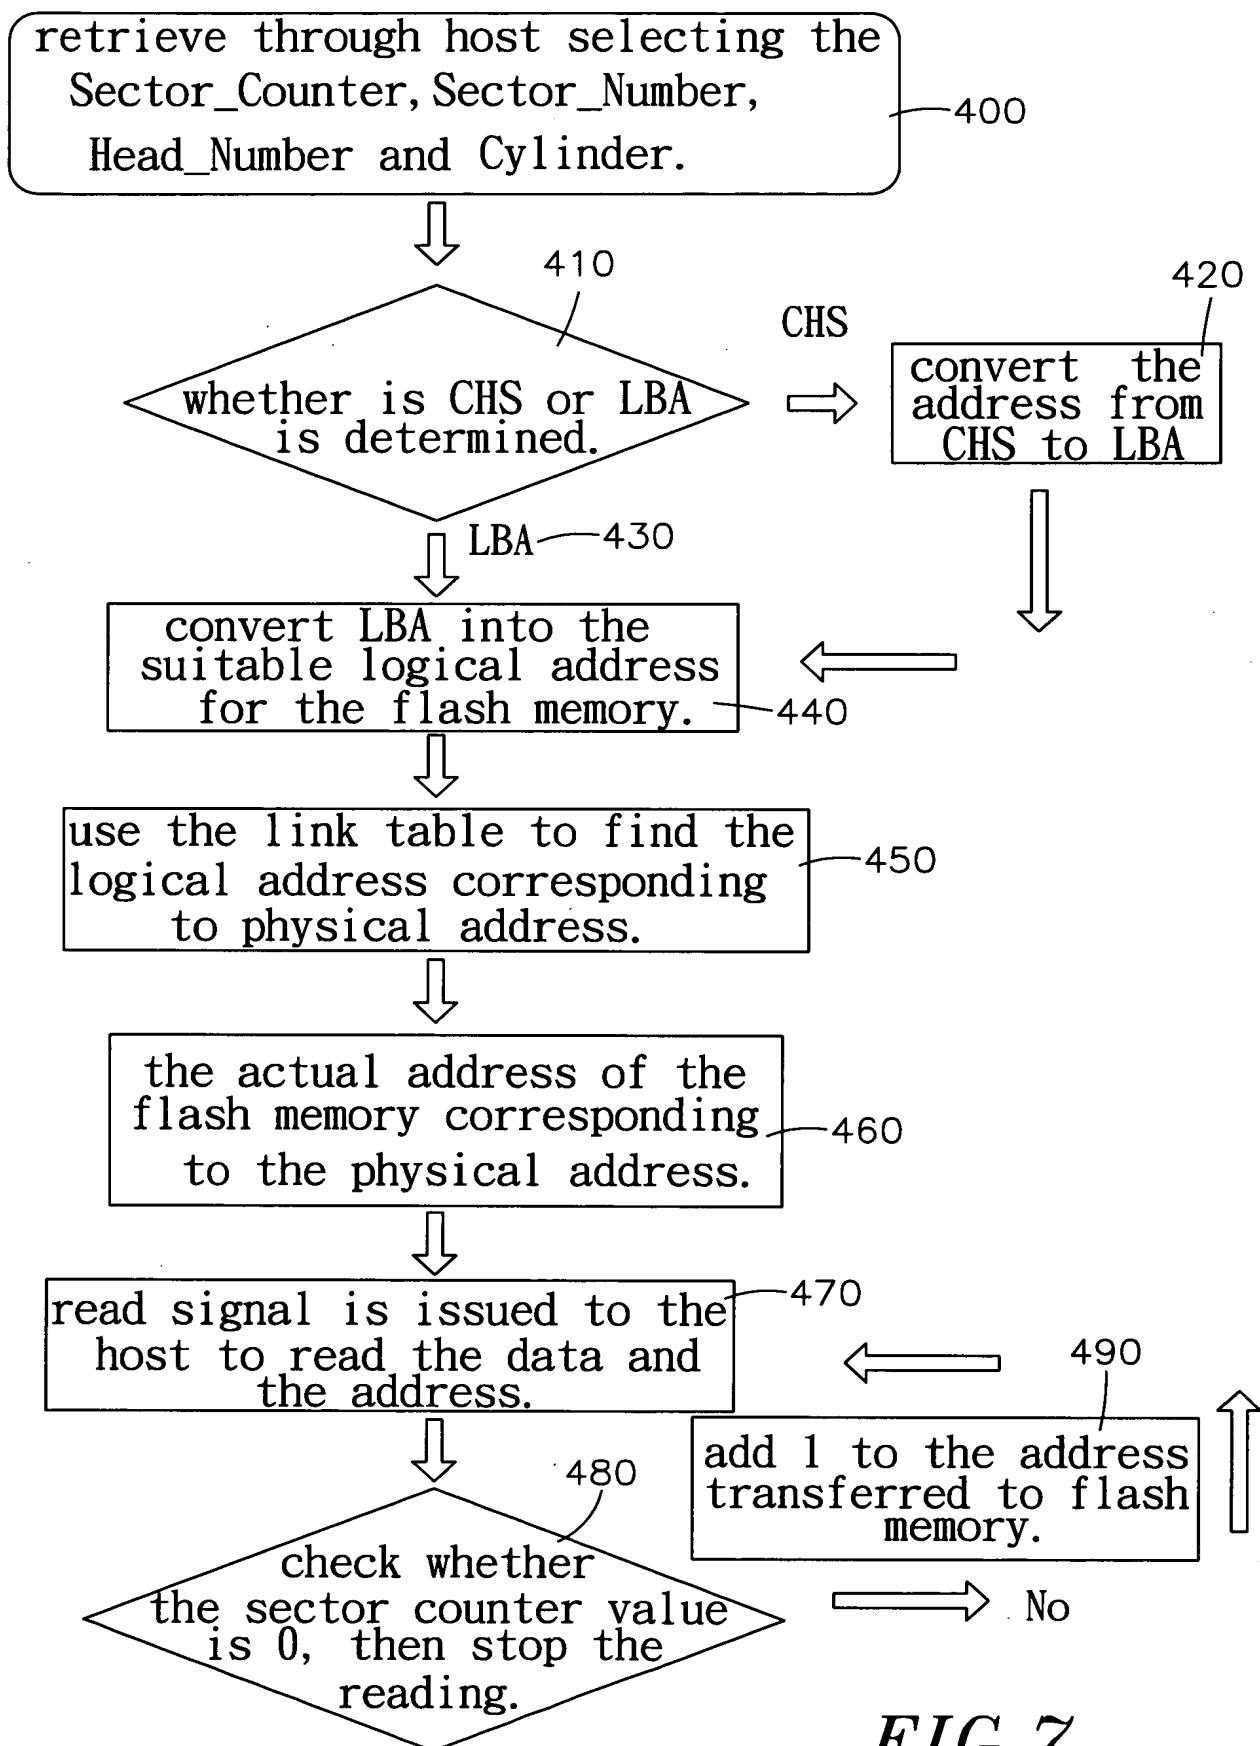 retrieve through host selecting the
Sector_Counter, Sector_Number,
Head_Number and Cylinder.
400
410
whether is CHS or LBA
is determined.
CHS
420
convert the
address from
CHS to LBA
LBA
430
convert LBA into the
suitable logical address
for the flash memory.
440
use the link table to find the
logical address corresponding
to physical address.
450
the actual address of the
flash memory corresponding
to the physical address.
460
read signal is issued to the
host to read the data and
the address.
470
490
add 1 to the address
transferred to flash
memory.
480
check whether
the sector counter value
is 0, then stop the
reading.
No
FIG 7